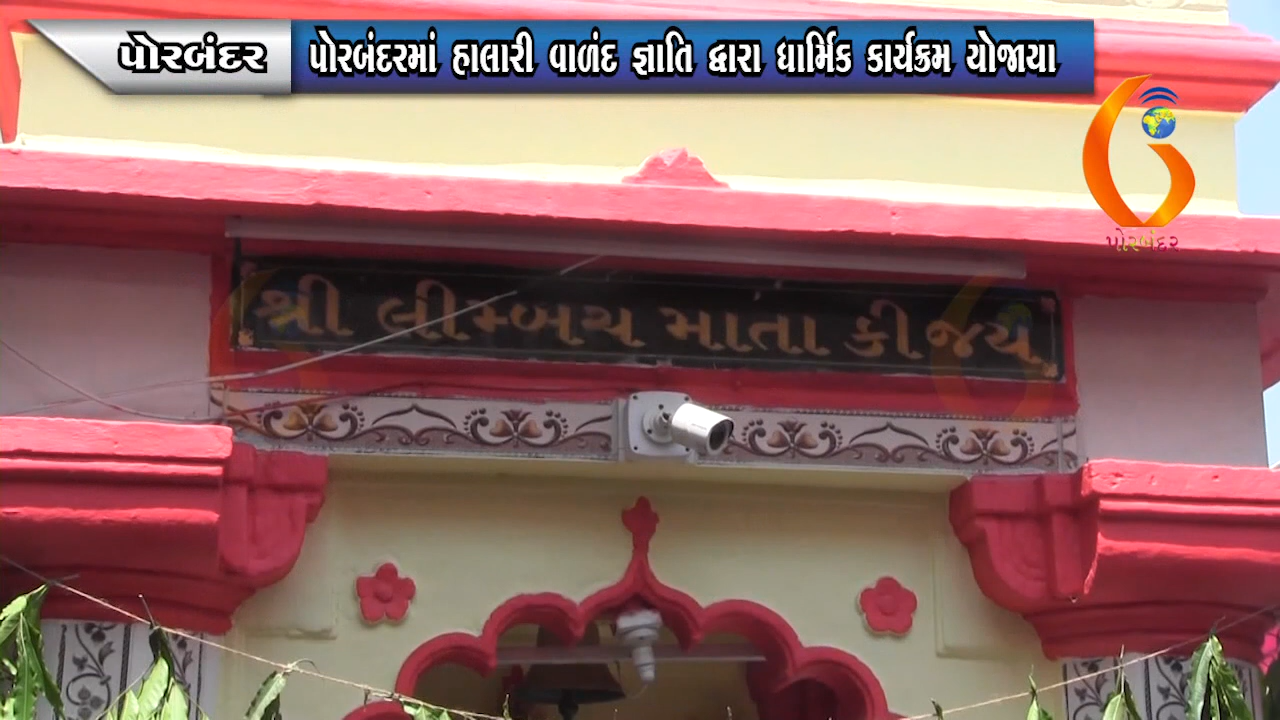 પોરબંદર
પોરબંદરમાં હાલારી વાળંદ જ્ઞાતિ દ્વારા ધાર્મિક કાર્યક્રમ યોજાયા
પોરબંદર
શ્રી લીમ્બચ માતા કી જય